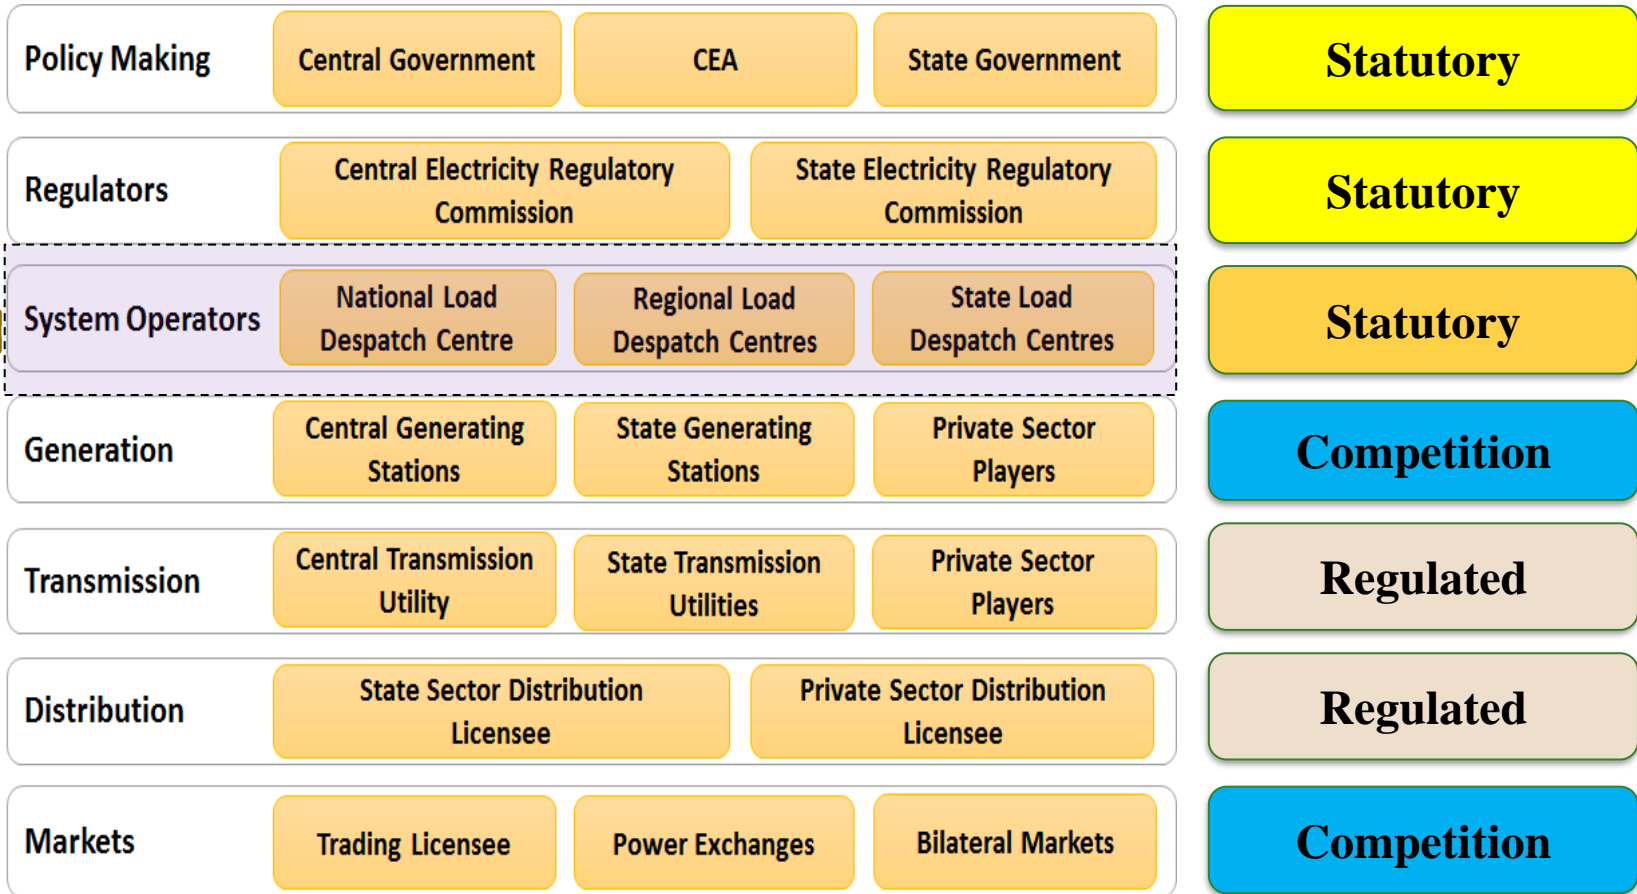 Policy Making
Central Government
CEA
State Government
Statutory
Regulators
Central Electricity Regulatory
Commission
State Electricity Regulatory
Commission
Statutory
System Operators
National Load
Despatch Centre
Regional Load
Despatch Centres
State Load
Despatch Centres
Statutory
Generation
Central Generating
Stations
State Generating
Stations
Private Sector
Players
Competition
Transmission
Central Transmission
Utility
State Transmission
Utilities
Private Sector
Players
Regulated
Distribution
State Sector Distribution
Licensee
Private Sector Distribution
Licensee
Regulated
Markets
Trading Licensee
Power Exchanges
Bilateral Markets
Competition